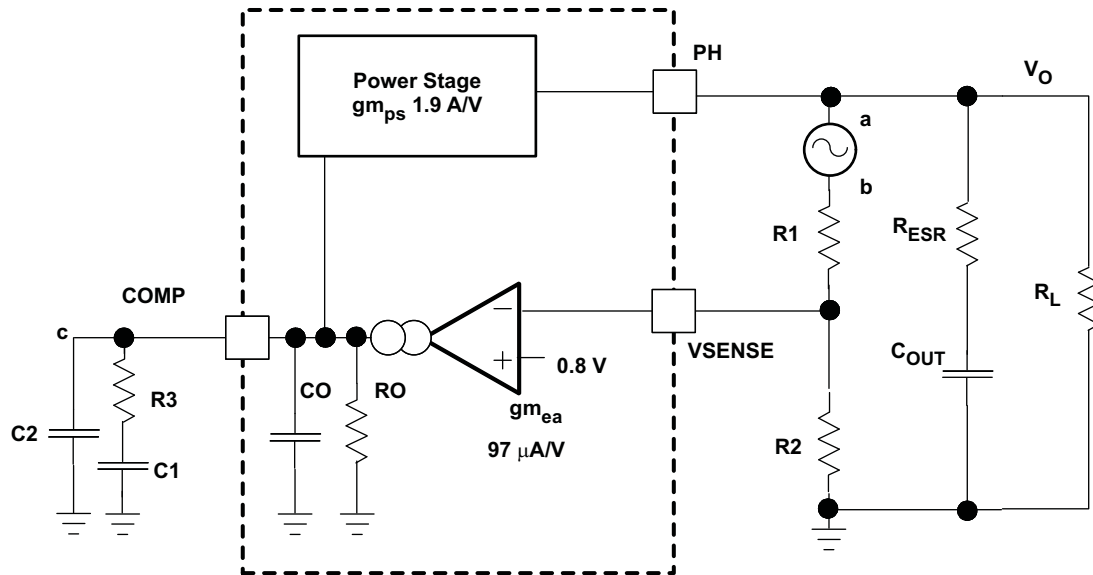 PH
Power Stage
gmps 1.9 A/V
VO
a
b
R1
RESR
RL
COMP
c
VSENSE
0.8 V
COUT
R3
CO
RO
gmea
97 μA/V
C2
C1
R2